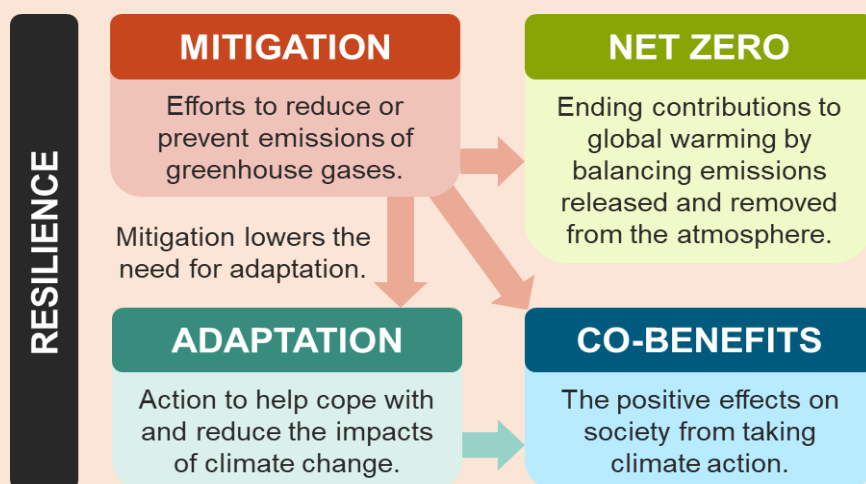 RESILIENCE
MITIGATION
Efforts to reduce or
prevent emissions of
greenhouse gases.
NET ZERO
Ending contributions to
global warming by
balancing emissions
released and removed
from the atmosphere.
Mitigation lowers the
need for adaptation.
ADAPTATION
Action to help cope with
and reduce the impacts
of climate change.
CO-BENEFITS
The positive effects on
society from taking
climate action.